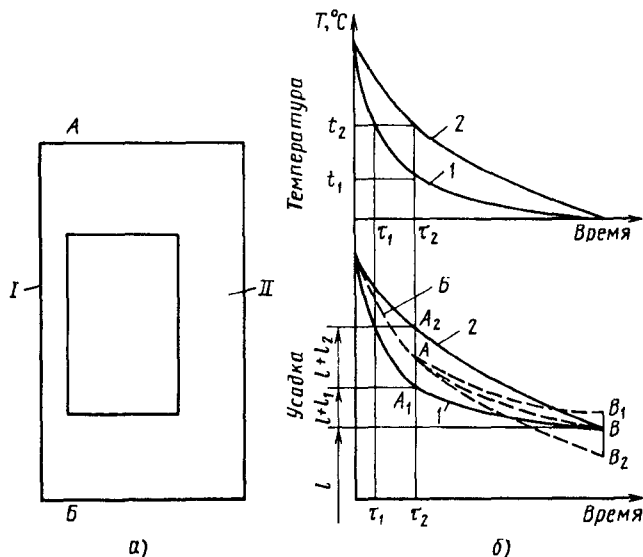 А
I
II
Б
а)
T,°C
Температура
t₂
t₁
2
1
τ₁
τ₂
Время
Усадка
l+l₂
l+l₁
l
Б
A₂
2
A
A₁
1
B₁
B
B₂
τ₁
τ₂
Время
б)